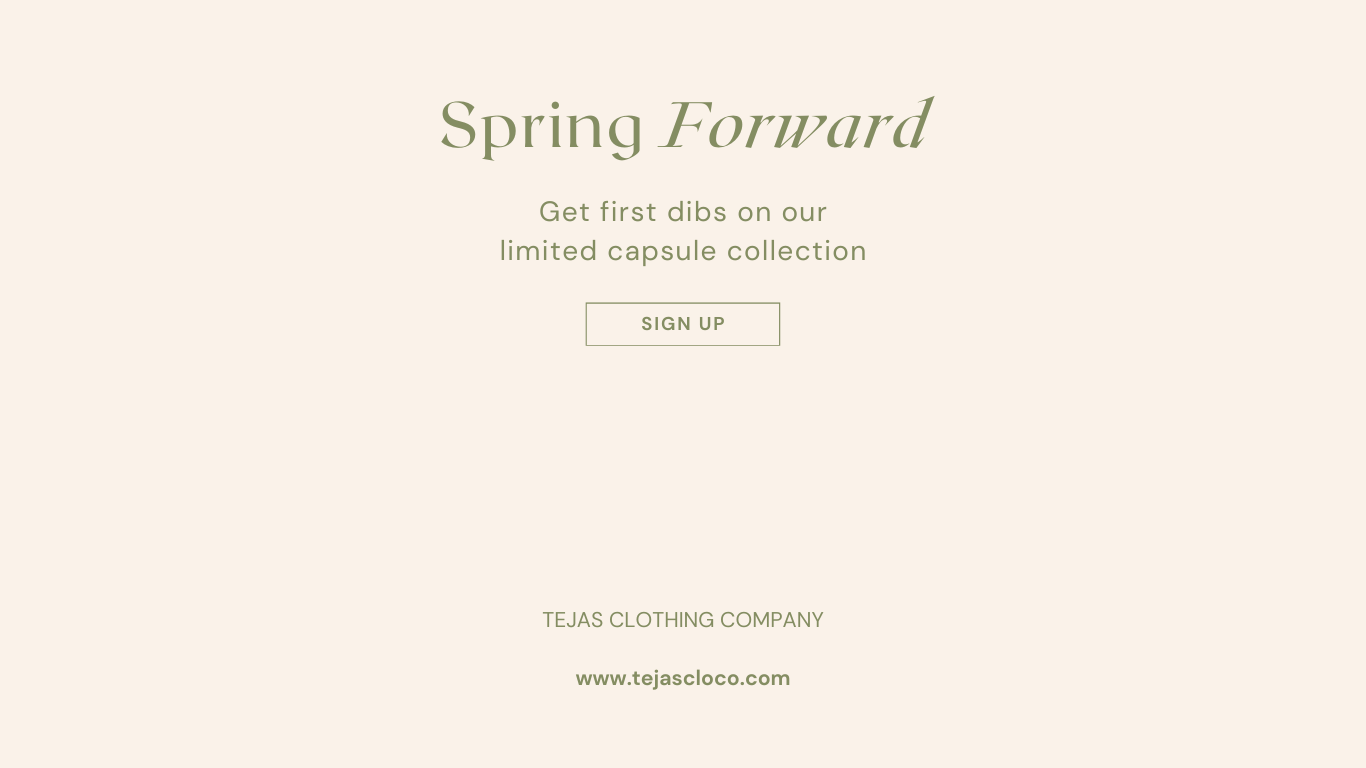 Spring Forward
Get first dibs on our
limited capsule collection
SIGN UP
TEJAS CLOTHING COMPANY
www.tejascloco.com